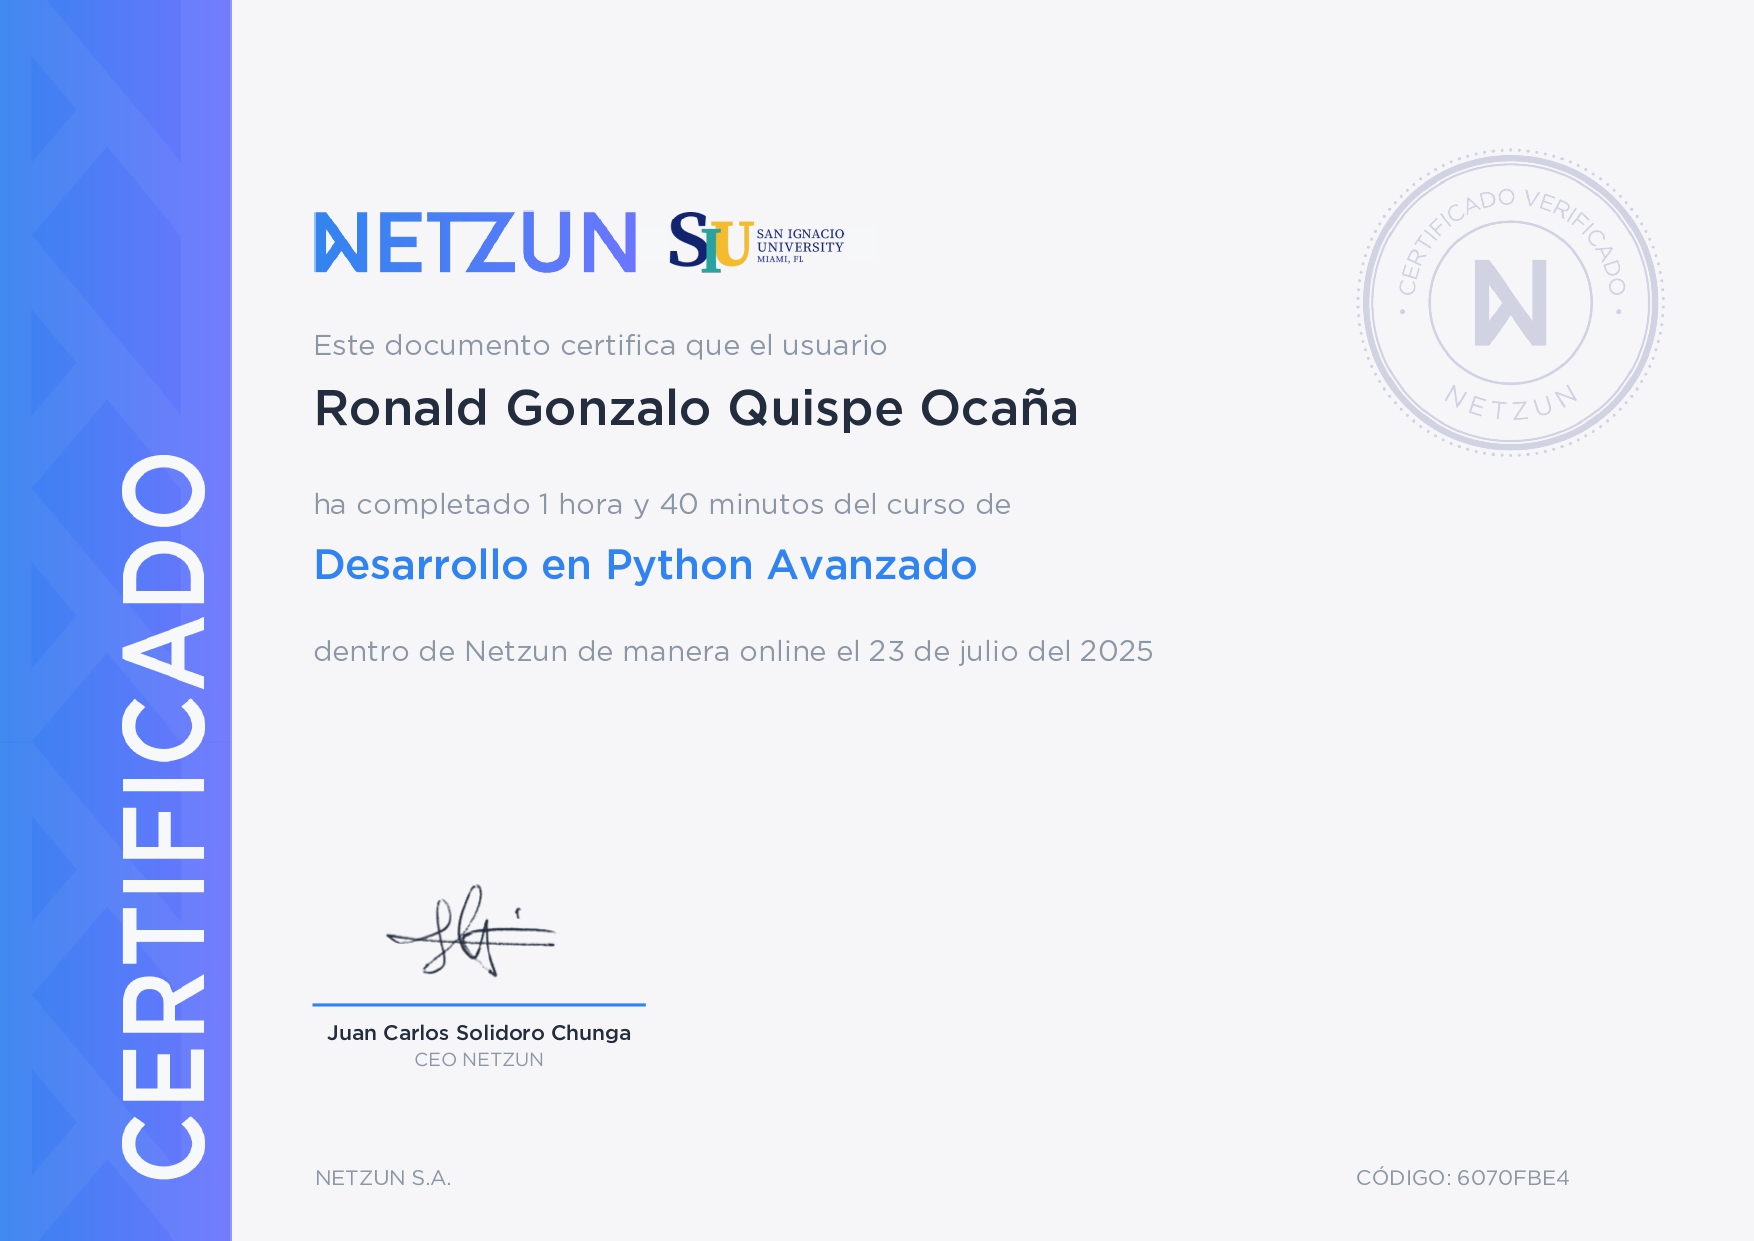 CERTIFICADO
NETZUN
SIU
SAN IGNACIO
UNIVERSITY
MIAMI, FL
CERTIFICADO VERIFICADO
N
NETZUN
Este documento certifica que el usuario
Ronald Gonzalo Quispe Ocaña
ha completado 1 hora y 40 minutos del curso de
Desarrollo en Python Avanzado
dentro de Netzun de manera online el 23 de julio del 2025
Juan Carlos Solidoro Chunga
CEO NETZUN
NETZUN S.A.
CÓDIGO: 6070FBE4